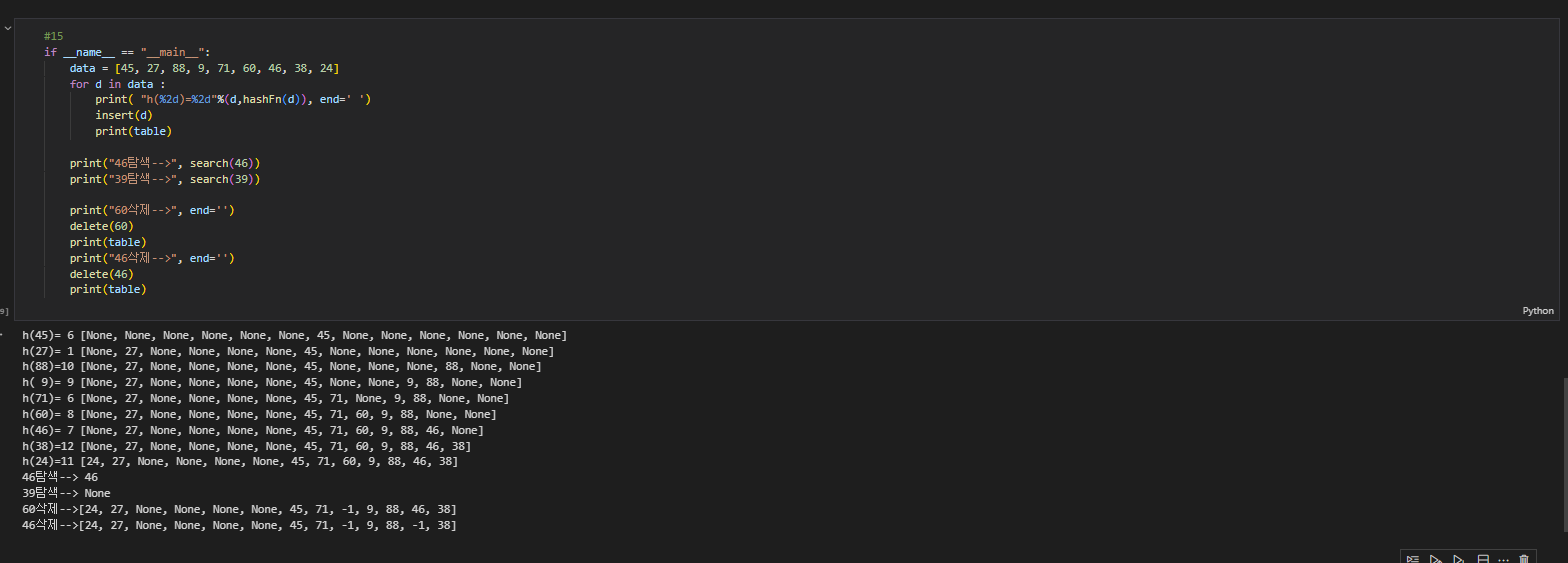 #15
if __name__ == "__main__":
    data = [45, 27, 88, 9, 71, 60, 46, 38, 24]
    for d in data :
        print( "h(%2d)=%2d"%(d,hashFn(d)), end=' ')
        insert(d)
        print(table)
    print("46탐색-->", search(46))
    print("39탐색-->", search(39))
    print("60삭제-->", end='')
    delete(60)
    print(table)
    print("46삭제-->", end='')
    delete(46)
    print(table)
9]
Python
h(45)= 6 [None, None, None, None, None, None, 45, None, None, None, None, None, None]
h(27)= 1 [None, 27, None, None, None, None, 45, None, None, None, None, None, None]
h(88)=10 [None, 27, None, None, None, None, 45, None, None, None, 88, None, None]
h( 9)= 9 [None, 27, None, None, None, None, 45, None, None, 9, 88, None, None]
h(71)= 6 [None, 27, None, None, None, None, 45, 71, None, 9, 88, None, None]
h(60)= 8 [None, 27, None, None, None, None, 45, 71, 60, 9, 88, None, None]
h(46)= 7 [None, 27, None, None, None, None, 45, 71, 60, 9, 88, 46, None]
h(38)=12 [None, 27, None, None, None, None, 45, 71, 60, 9, 88, 46, 38]
h(24)=11 [24, 27, None, None, None, None, 45, 71, 60, 9, 88, 46, 38]
46탐색--> 46
39탐색--> None
60삭제-->[24, 27, None, None, None, None, 45, 71, -1, 9, 88, 46, 38]
46삭제-->[24, 27, None, None, None, None, 45, 71, -1, 9, 88, -1, 38]